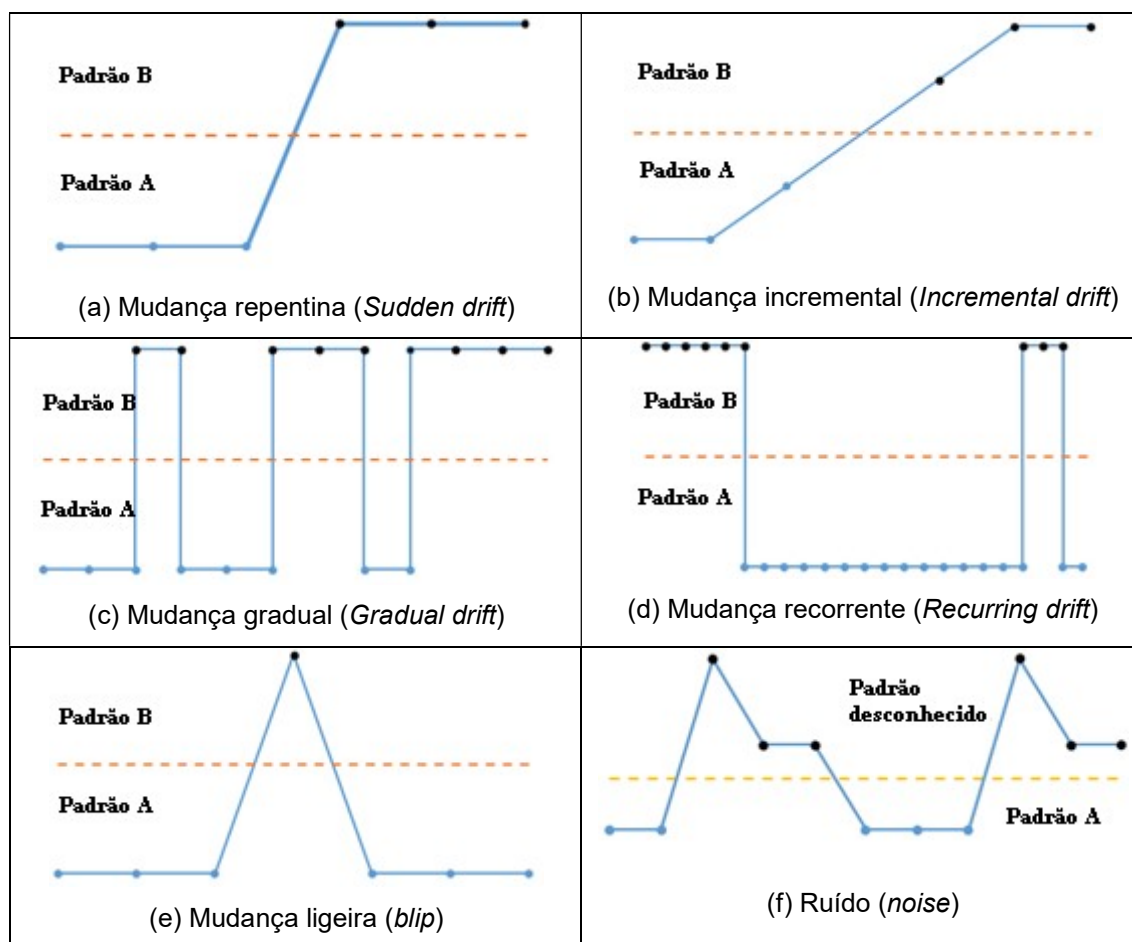 Padrão B
Padrão A
(a) Mudança repentina (Sudden drift)
Padrão B
Padrão A
(b) Mudança incremental (Incremental drift)
Padrão B
Padrão A
(c) Mudança gradual (Gradual drift)
Padrão B
Padrão A
(d) Mudança recorrente (Recurring drift)
Padrão B
Padrão A
(e) Mudança ligeira (blip)
Padrão
desconhecido
Padrão A
(f) Ruído (noise)